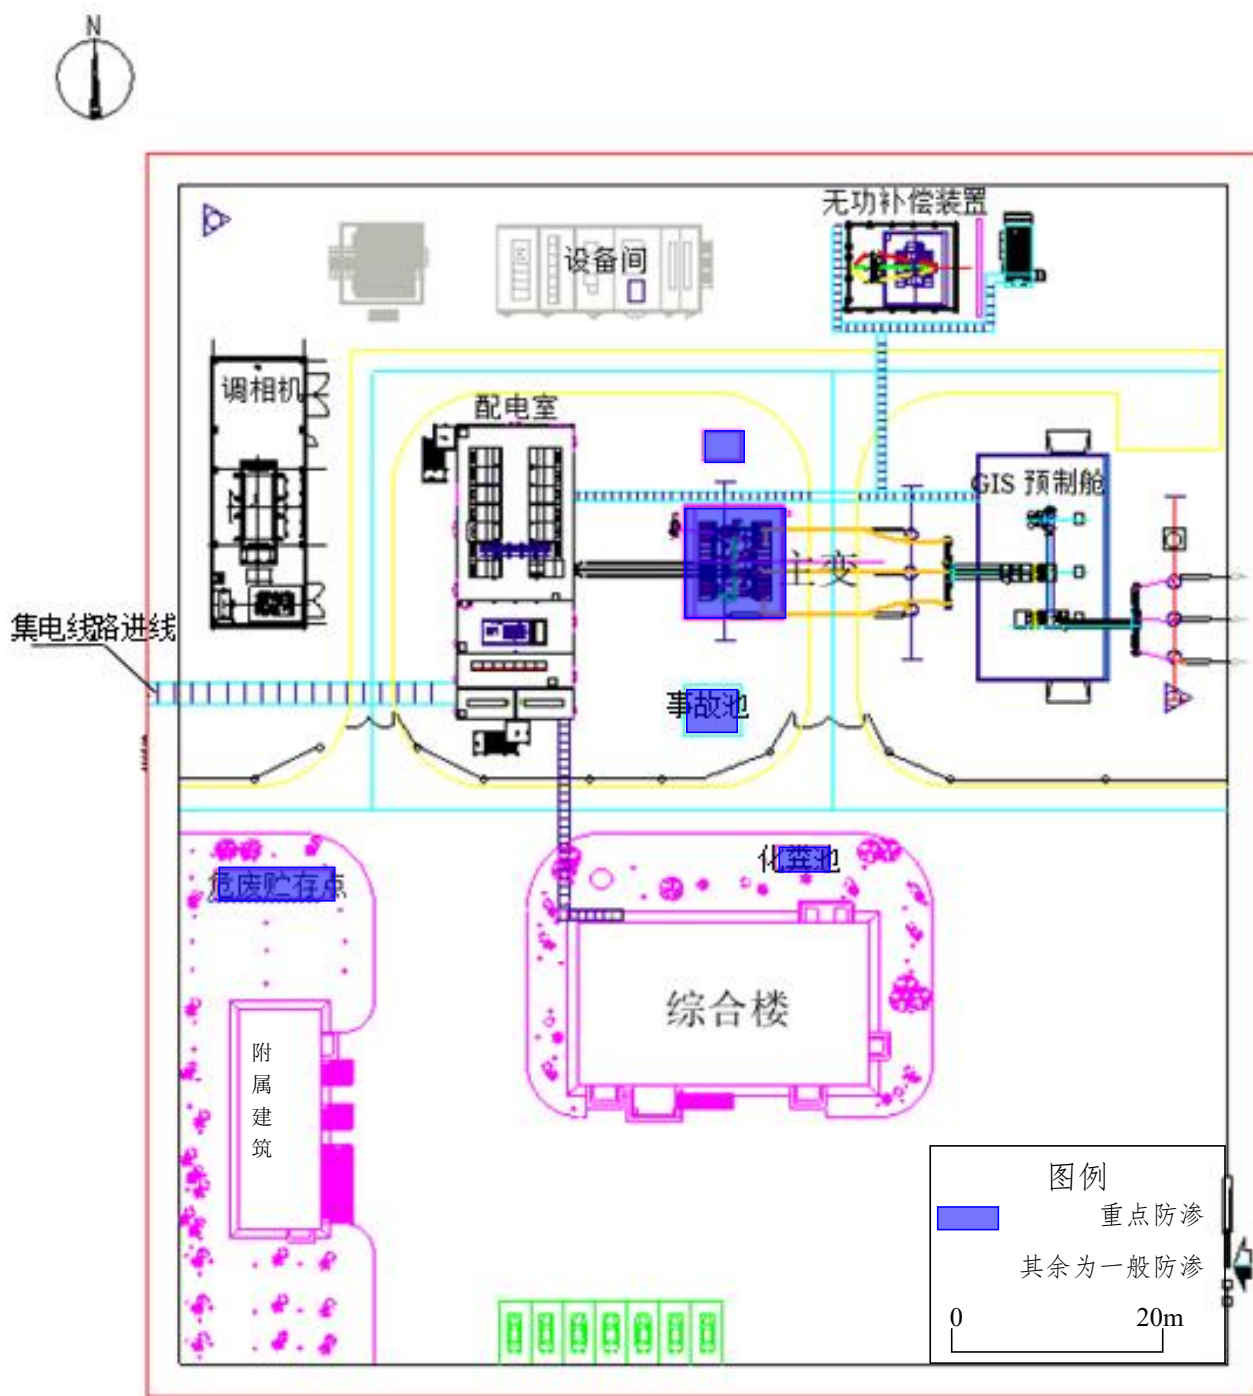 N
无功补偿装置
设备间
调相机
配电室
GIS 预制舱
主变
集电线路进线
事故池
化粪池
危废贮存点
综合楼
附
属
建
筑
图例
重点防渗
其余为一般防渗
0 20m